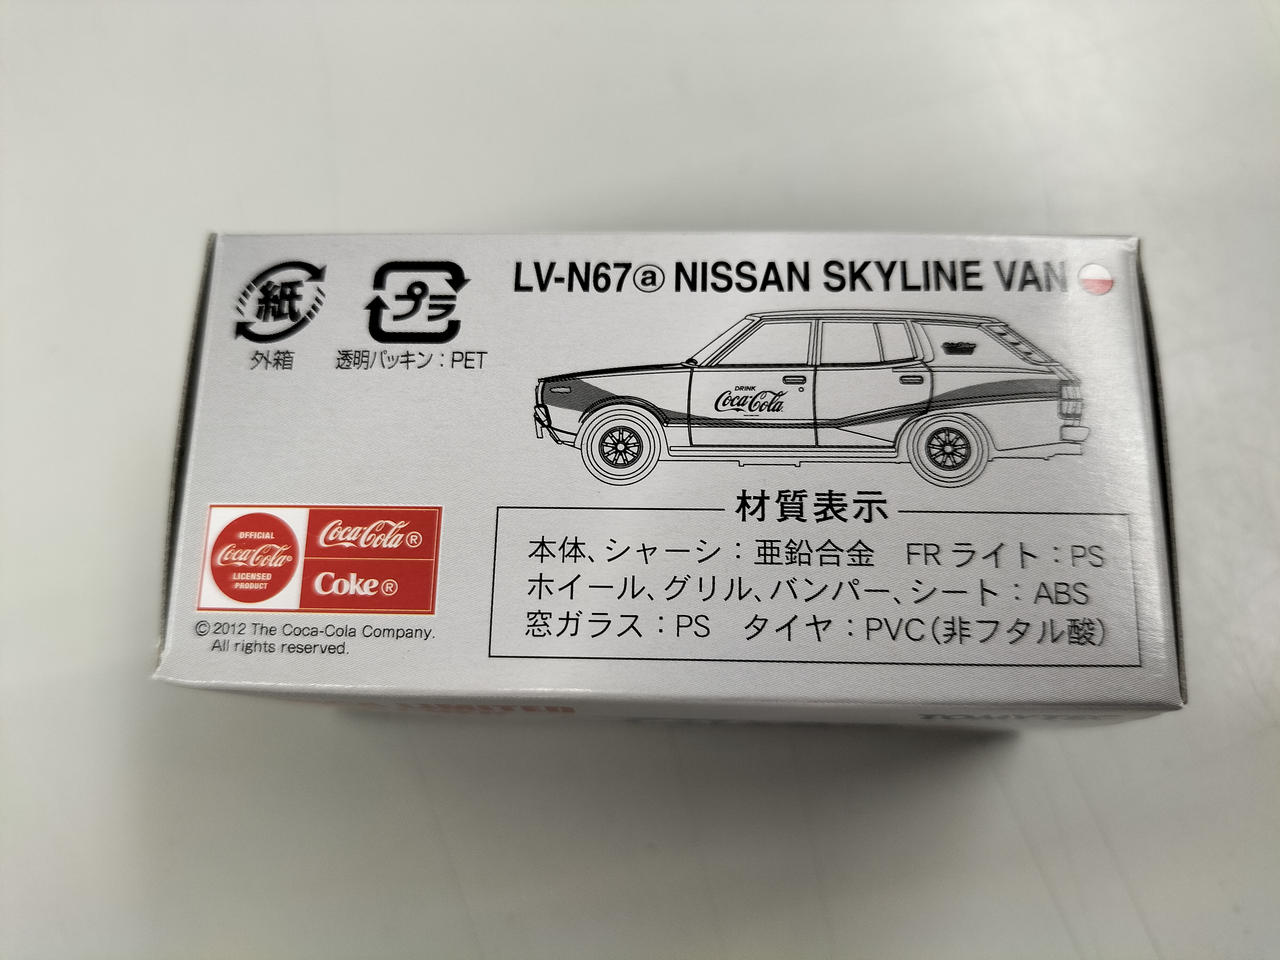 紙
外箱
プラ
透明パッキン：PET
LV-N67ⓐ NISSAN SKYLINE VAN
DRINK
Coca-Cola
材質表示
本体、シャーシ：亜鉛合金　FRライト：PS
ホイール、グリル、バンパー、シート：ABS
窓ガラス：PS　タイヤ：PVC（非フタル酸）
OFFICIAL
Coca-Cola®
LICENSED
PRODUCT
Coca-Cola®
Coke®
©2012 The Coca-Cola Company.
All rights reserved.
LIMITED
TOMYTEC